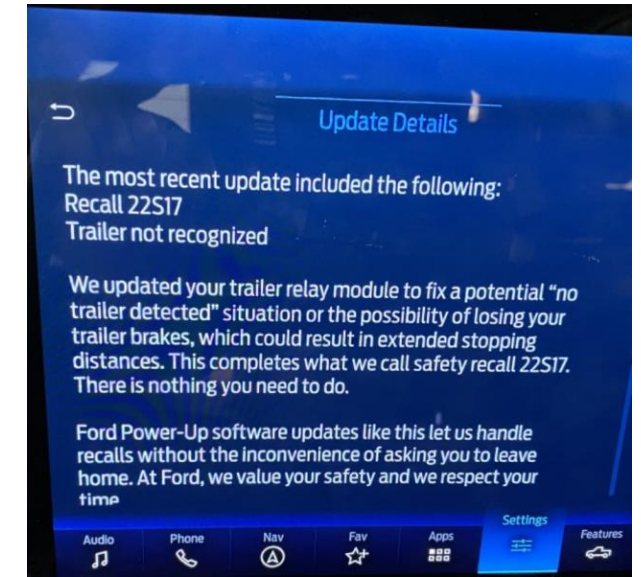 Update Details
The most recent update included the following:
Recall 22S17
Trailer not recognized
We updated your trailer relay module to fix a potential “no
trailer detected” situation or the possibility of losing your
trailer brakes, which could result in extended stopping
distances. This completes what we call safety recall 22S17.
There is nothing you need to do.
Ford Power-Up software updates like this let us handle
recalls without the inconvenience of asking you to leave
home. At Ford, we value your safety and we respect your
time
Audio Phone Nav Fav Apps Settings Features